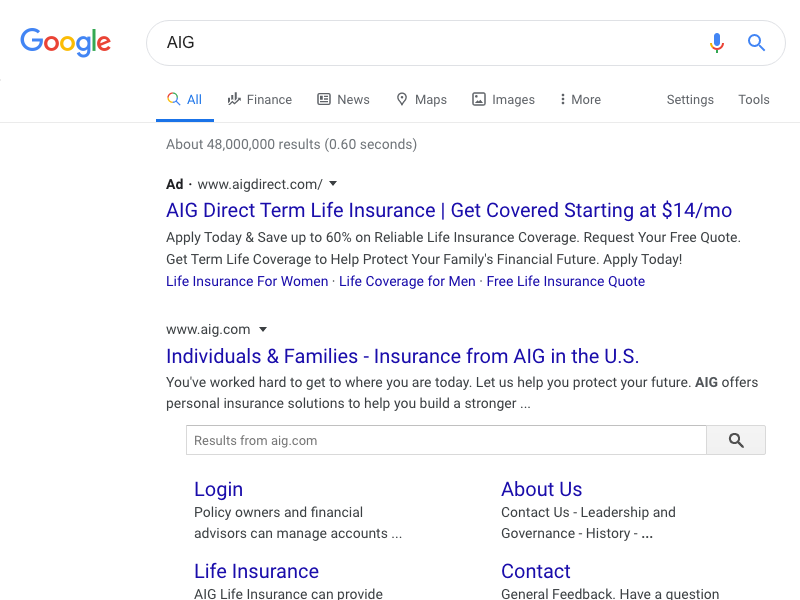 Google
AIG
All
Finance
News
Maps
Images
More
Settings
Tools
About 48,000,000 results (0.60 seconds)
Ad · www.aigdirect.com/
AIG Direct Term Life Insurance | Get Covered Starting at $14/mo
Apply Today & Save up to 60% on Reliable Life Insurance Coverage. Request Your Free Quote.
Get Term Life Coverage to Help Protect Your Family's Financial Future. Apply Today!
Life Insurance For Women · Life Coverage for Men · Free Life Insurance Quote
www.aig.com
Individuals & Families - Insurance from AIG in the U.S.
You've worked hard to get to where you are today. Let us help you protect your future. AIG offers
personal insurance solutions to help you build a stronger ...
Results from aig.com
Login
Policy owners and financial
advisors can manage accounts ...
About Us
Contact Us - Leadership and
Governance - History - ...
Life Insurance
AIG Life Insurance can provide
Contact
General Feedback. Have a question